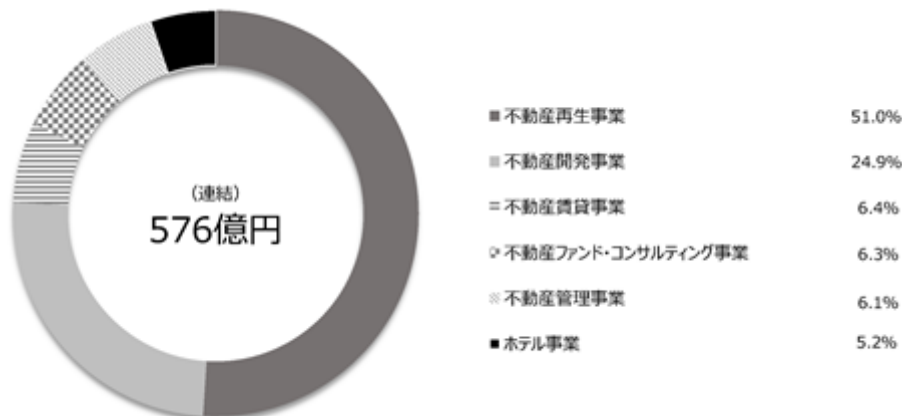 (連結)
576億円
不動産再生事業 51.0%
不動産開発事業 24.9%
不動産賃貸事業 6.4%
不動産ファンド・コンサルティング事業 6.3%
不動産管理事業 6.1%
ホテル事業 5.2%